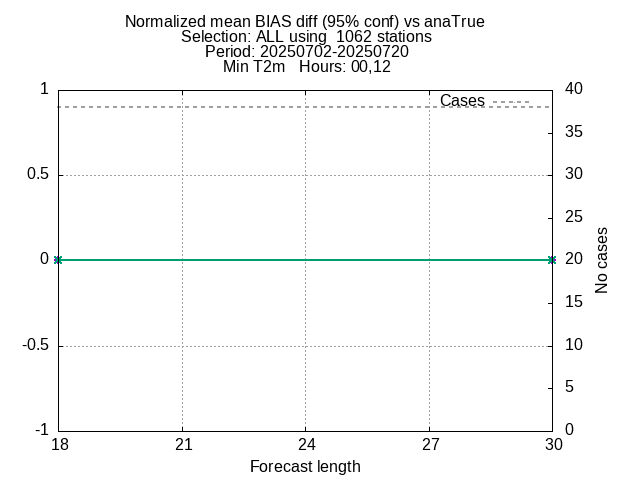 Normalized mean BIAS diff (95% conf) vs anaTrue
Selection: ALL using  1062 stations
Period: 20250702-20250720
Min T2m   Hours: 00,12
Cases
1
0.5
0
-0.5
-1
40
35
30
25
20
15
10
5
0
No cases
18
21
24
27
30
Forecast length